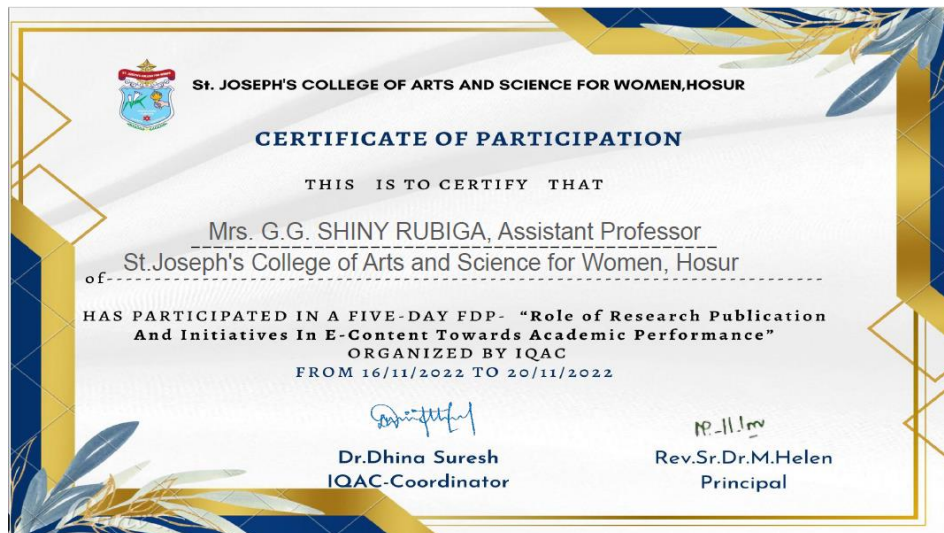 St. JOSEPH'S COLLEGE OF ARTS AND SCIENCE FOR WOMEN,HOSUR
CERTIFICATE OF PARTICIPATION
THIS IS TO CERTIFY THAT
Mrs. G.G. SHINY RUBIGA, Assistant Professor
of St.Joseph's College of Arts and Science for Women, Hosur
HAS PARTICIPATED IN A FIVE-DAY FDP- “Role of Research Publication
And Initiatives In E-Content Towards Academic Performance”
ORGANIZED BY IQAC
FROM 16/11/2022 TO 20/11/2022
Dr.Dhina Suresh
IQAC-Coordinator
Rev.Sr.Dr.M.Helen
Principal